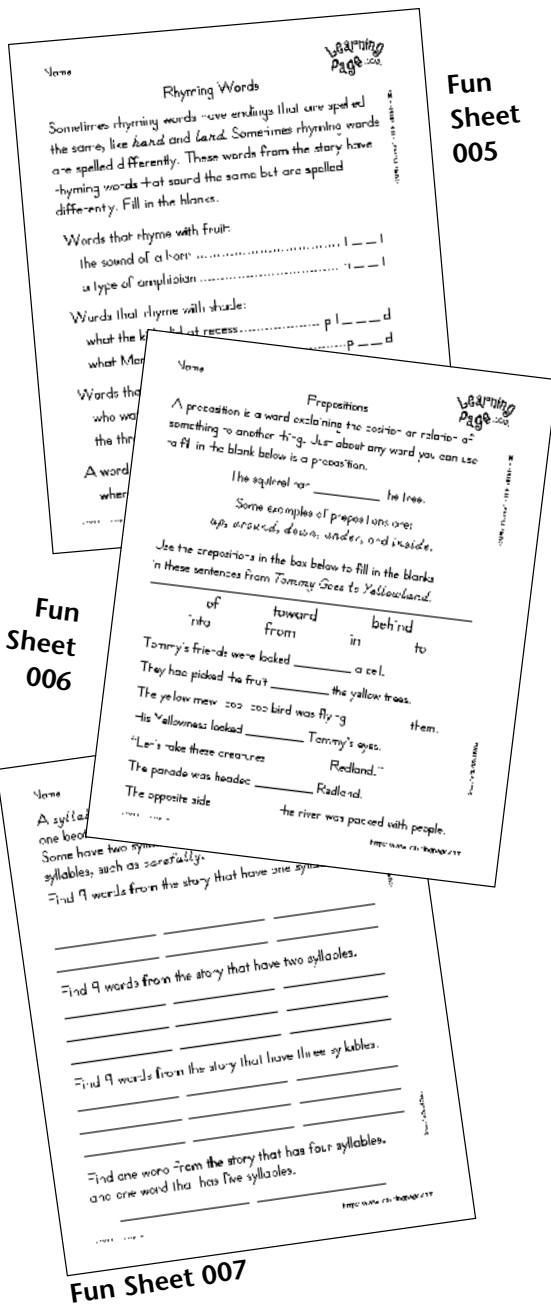 Name
Learning
Page.com
Rhyming Words
Sometimes rhyming words have endings that are spelled
the same, like hand and land. Sometimes rhyming words
are spelled differently. These words from the story have
rhyming words that sound the same but are spelled
differently. Fill in the blanks.
Words that rhyme with fruit:
the sound of a horn ........ t _ _ t
a type of amphibian ........ _ _ t
Words that rhyme with shade:
what the at recess ........ p l _ _ _ d
what ........ p _ _ d
Words
who
the
A word
Fun
Sheet
005
Name
Learning
Page.com
Prepositions
A preposition is a word explaining the position or relation of
something to another thing. Just about any word you can use
to fill in the blank below is a preposition.
The squirrel ran ________ the tree.
Some examples of prepositions are:
up, around, down, under, and inside.
Use the prepositions in the box below to fill in the blanks
in these sentences from Tommy Goes to Yellowland.
of toward behind
into from in to
Tommy's friends were locked ________ a cell.
They had picked the fruit ________ the yellow trees.
The yellow mew bird was flying them.
His Yellowness looked ________ Tommy's eyes.
"Let's take these creatures Redland."
The parade was headed ________ Redland.
The opposite side the river was packed with people.
Fun
Sheet
006
Name
A
one beat
Some have two
syllables, such as carefully.
Find 9 words from the story that have one
Find 9 words from the story that have two syllables.
Find 9 words from the story that have three syllables.
Find one word from the story that has four syllables,
and one word that has five syllables.
Fun Sheet 007